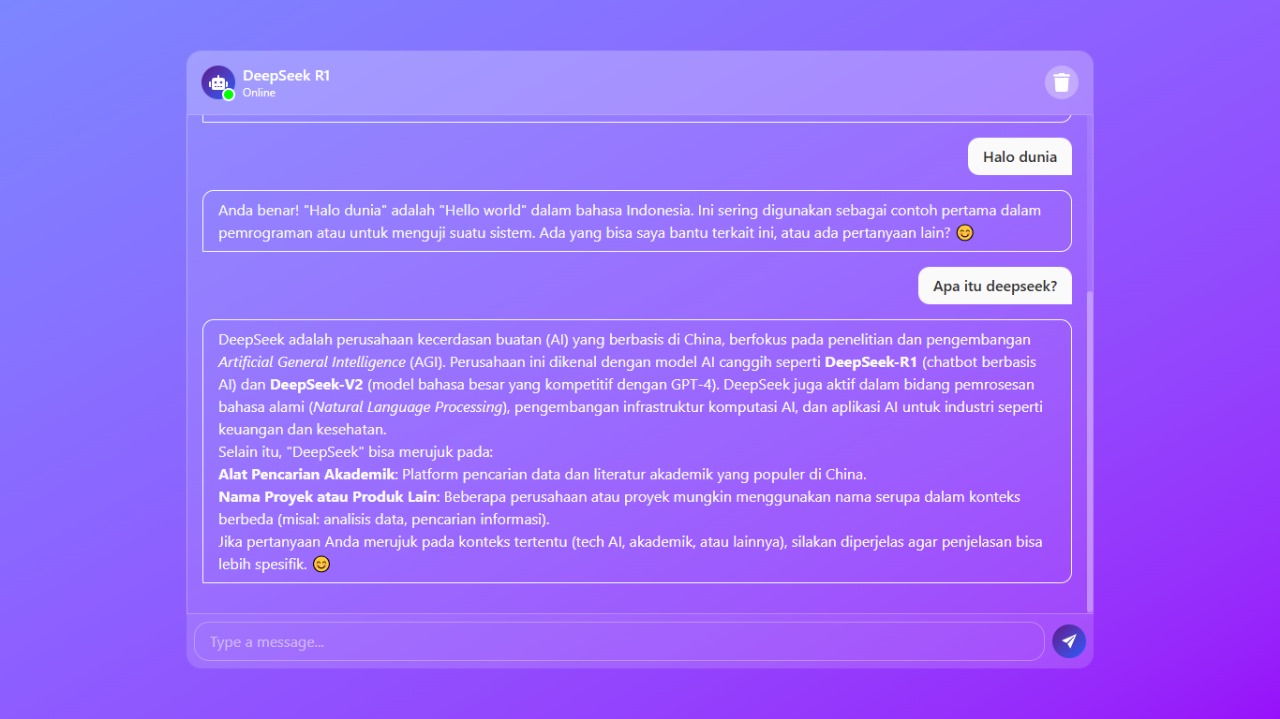 DeepSeek R1
Online
Halo dunia
Anda benar! "Halo dunia" adalah "Hello world" dalam bahasa Indonesia. Ini sering digunakan sebagai contoh pertama dalam
pemrograman atau untuk menguji suatu sistem. Ada yang bisa saya bantu terkait ini, atau ada pertanyaan lain? 😊
Apa itu deepseek?
DeepSeek adalah perusahaan kecerdasan buatan (AI) yang berbasis di China, berfokus pada penelitian dan pengembangan
Artificial General Intelligence (AGI). Perusahaan ini dikenal dengan model AI canggih seperti DeepSeek-R1 (chatbot berbasis
AI) dan DeepSeek-V2 (model bahasa besar yang kompetitif dengan GPT-4). DeepSeek juga aktif dalam bidang pemrosesan
bahasa alami (Natural Language Processing), pengembangan infrastruktur komputasi AI, dan aplikasi AI untuk industri seperti
keuangan dan kesehatan.
Selain itu, "DeepSeek" bisa merujuk pada:
Alat Pencarian Akademik: Platform pencarian data dan literatur akademik yang populer di China.
Nama Proyek atau Produk Lain: Beberapa perusahaan atau proyek mungkin menggunakan nama serupa dalam konteks
berbeda (misal: analisis data, pencarian informasi).
Jika pertanyaan Anda merujuk pada konteks tertentu (tech AI, akademik, atau lainnya), silakan diperjelas agar penjelasan bisa
lebih spesifik. 😊
Type a message...